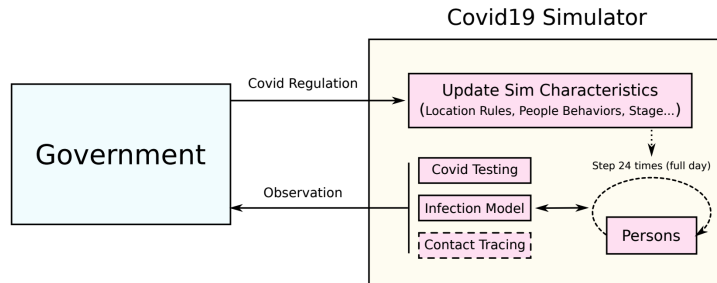 Covid19 Simulator
Covid Regulation
Update Sim Characteristics
(Location Rules, People Behaviors, Stage...)
Government
Step 24 times (full day)
Covid Testing
Observation
Infection Model
Persons
Contact Tracing